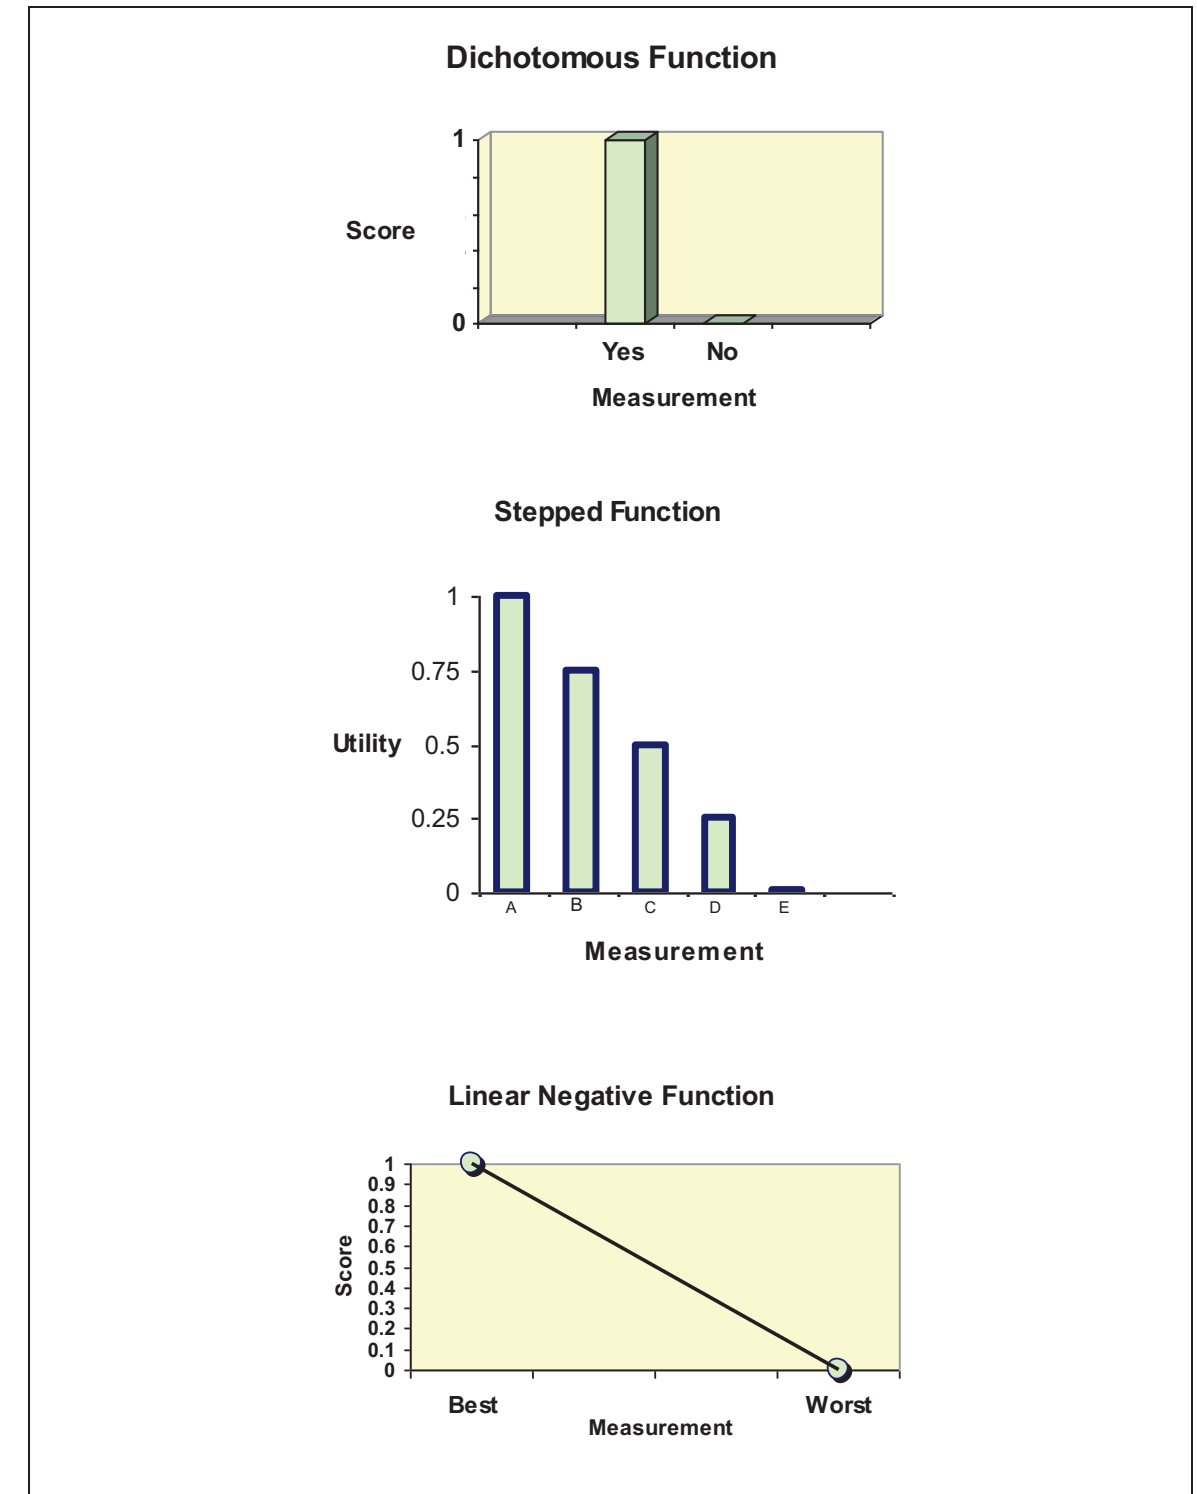 Dichotomous Function
1
Score
0
Yes No
Measurement
Stepped Function
1
0.75
Utility 0.5
0.25
0
A B C D E
Measurement
Linear Negative Function
1
0.9
0.8
0.7
0.6
0.5
0.4
0.3
0.2
0.1
0
Score
Best Worst
Measurement